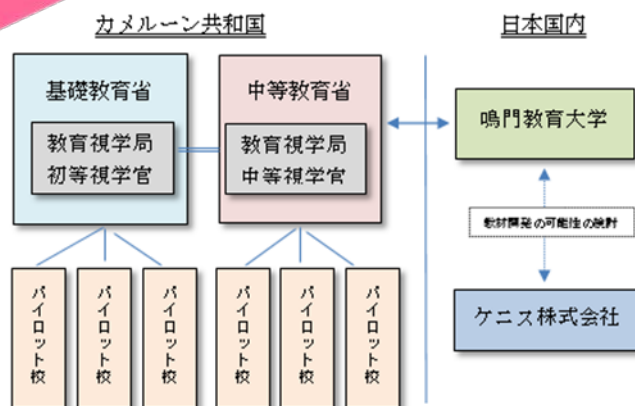 カメルーン共和国
日本国内
基礎教育省
教育視学局
初等視学官
中等教育省
教育視学局
中等視学官
鳴門教育大学
教材開発の可能性の検討
ケニス株式会社
パイロット校
パイロット校
パイロット校
パイロット校
パイロット校
パイロット校